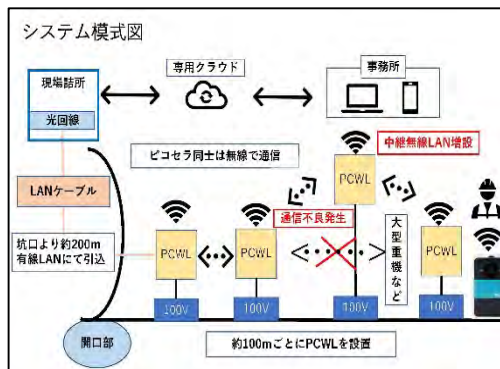 システム模式図
現場詰所
光回線
専用クラウド
事務所
ピコセラ同士は無線で通信
中継無線LAN増設
LANケーブル
通信不良発生
坑口より約200m
有線LANにて引込
PCWL
PCWL
PCWL
PCWL
大型重機など
100V
100V
100V
100V
開口部
約100mごとにPCWLを設置